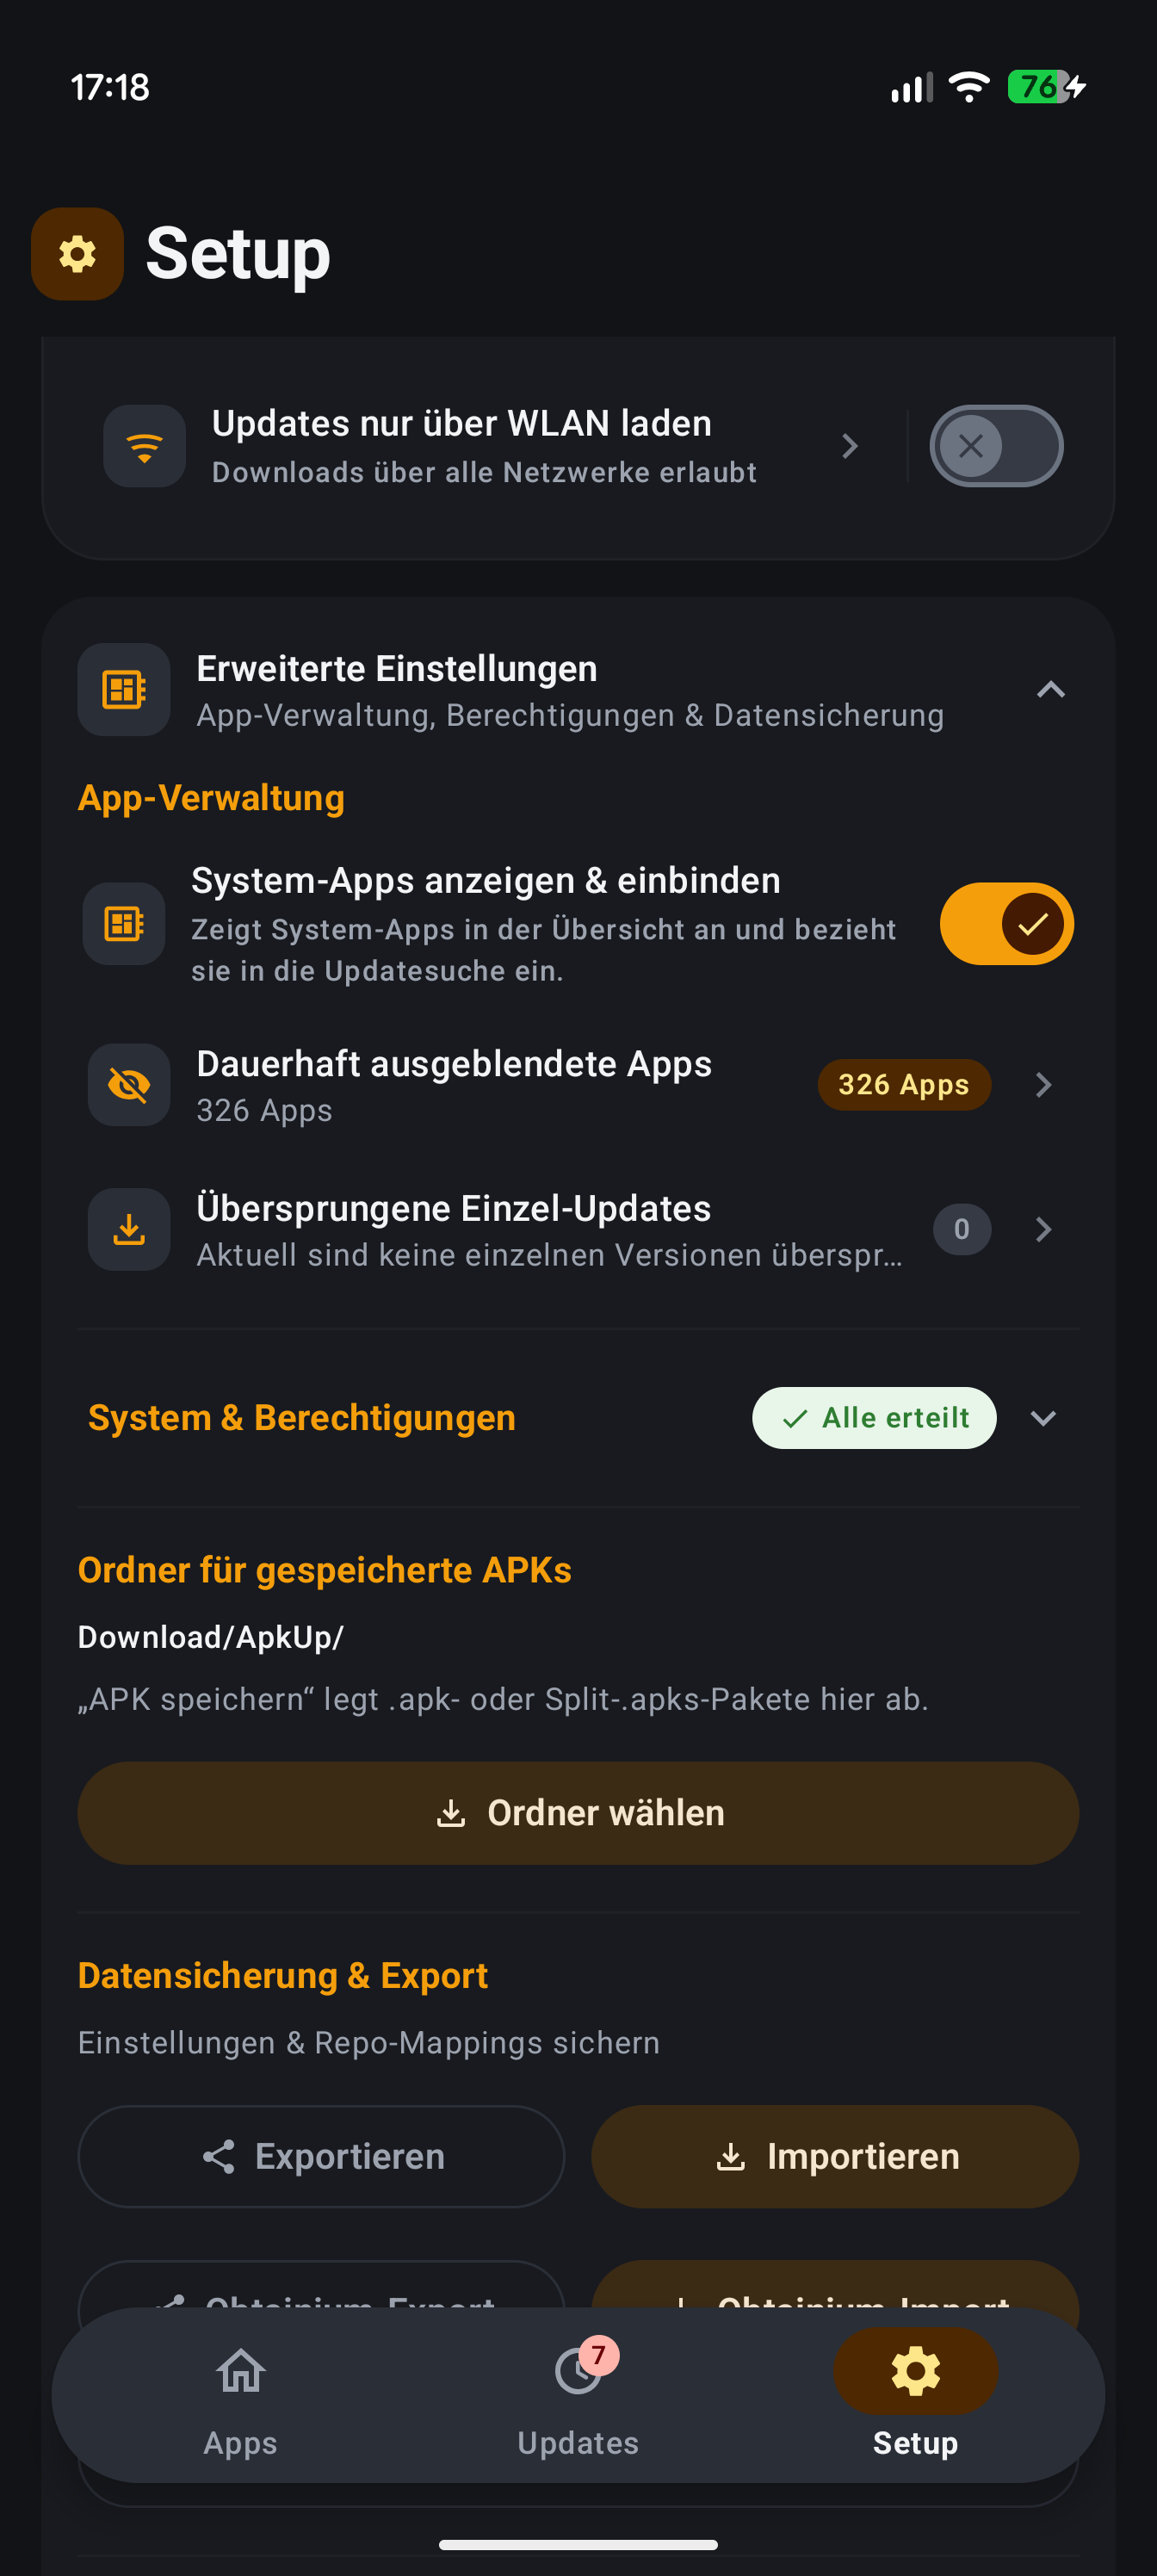 17:18
76
Setup
Updates nur über WLAN laden
Downloads über alle Netzwerke erlaubt
Erweiterte Einstellungen
App-Verwaltung, Berechtigungen & Datensicherung
App-Verwaltung
System-Apps anzeigen & einbinden
Zeigt System-Apps in der Übersicht an und bezieht
sie in die Updatesuche ein.
Dauerhaft ausgeblendete Apps
326 Apps
326 Apps
Übersprungene Einzel-Updates
Aktuell sind keine einzelnen Versionen überspr…
0
System & Berechtigungen
Alle erteilt
Ordner für gespeicherte APKs
Download/ApkUp/
„APK speichern“ legt .apk- oder Split-.apks-Pakete hier ab.
Ordner wählen
Datensicherung & Export
Einstellungen & Repo-Mappings sichern
Exportieren
Importieren
Obtainium-Export
Obtainium-Import
7
Apps
Updates
Setup